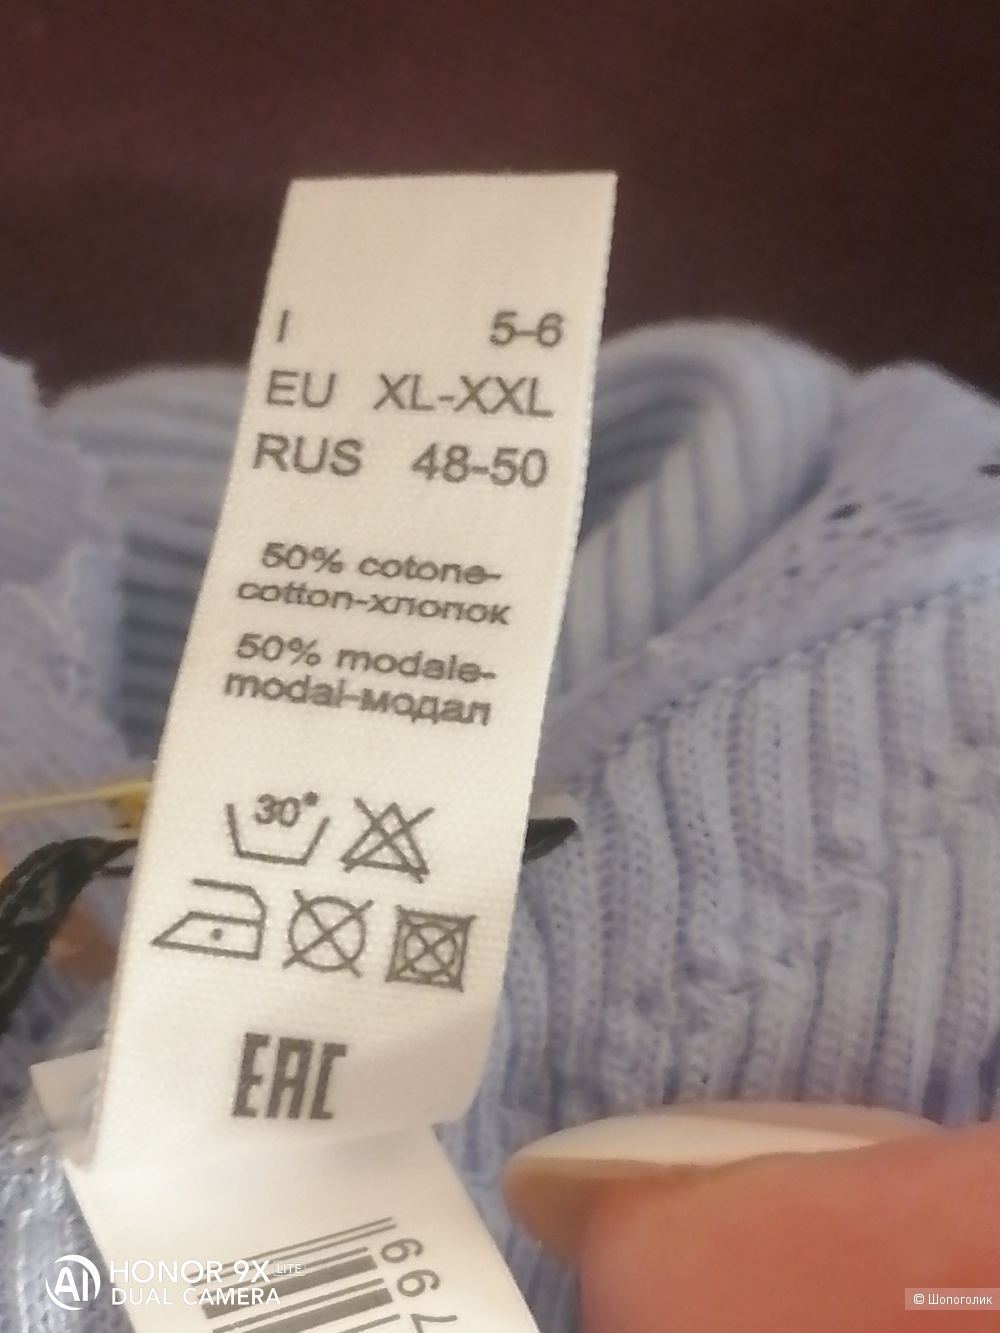 I 5-6
EU XL-XXL
RUS 48-50
50% cotone-
cotton-хлопок
50% modale-
modal-модал
30°
EAC
799
HONOR 9X LITE
DUAL CAMERA
© Шопоголик